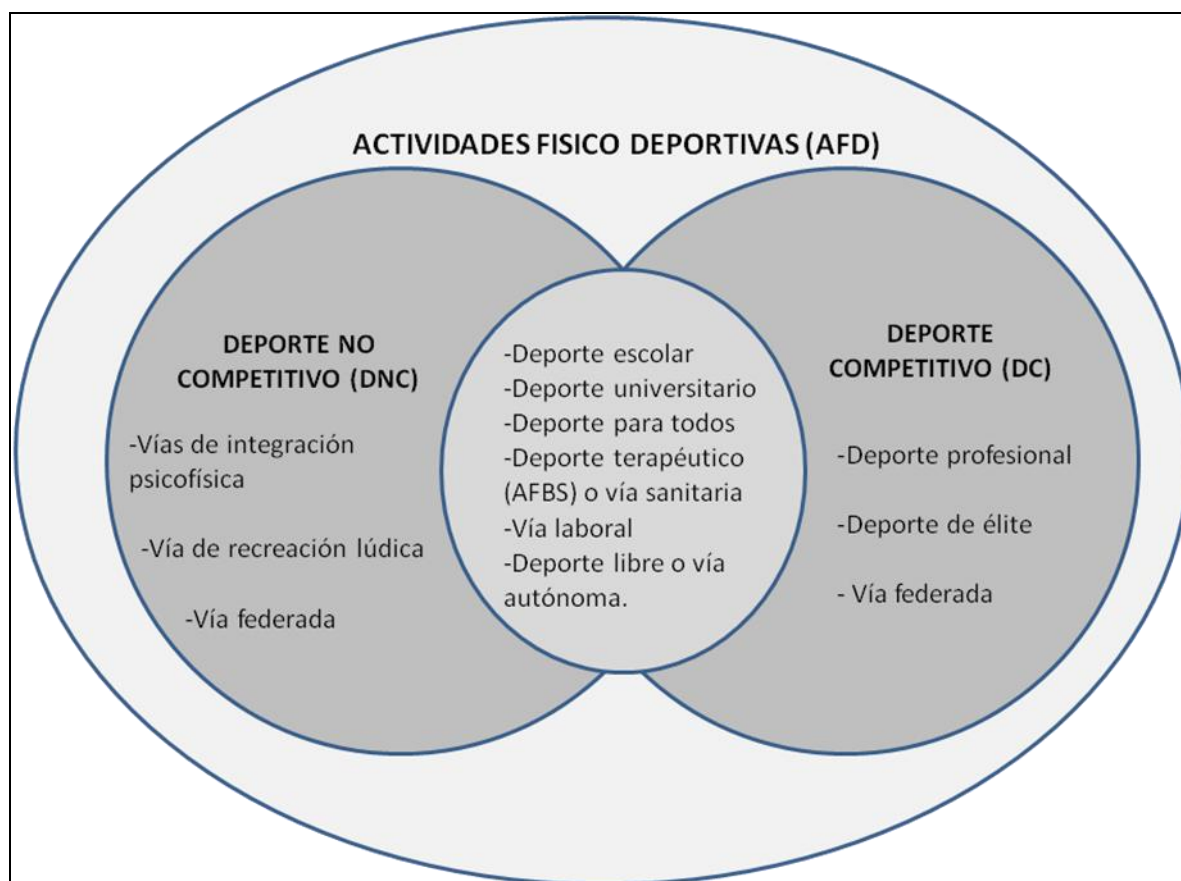 ACTIVIDADES FISICO DEPORTIVAS (AFD)
DEPORTE NO
COMPETITIVO (DNC)
-Vías de integración
psicofísica
-Vía de recreación lúdica
-Vía federada
-Deporte escolar
-Deporte universitario
-Deporte para todos
-Deporte terapéutico
(AFBS) o vía sanitaria
-Vía laboral
-Deporte libre o vía
autónoma.
DEPORTE
COMPETITIVO (DC)
-Deporte profesional
-Deporte de élite
- Vía federada